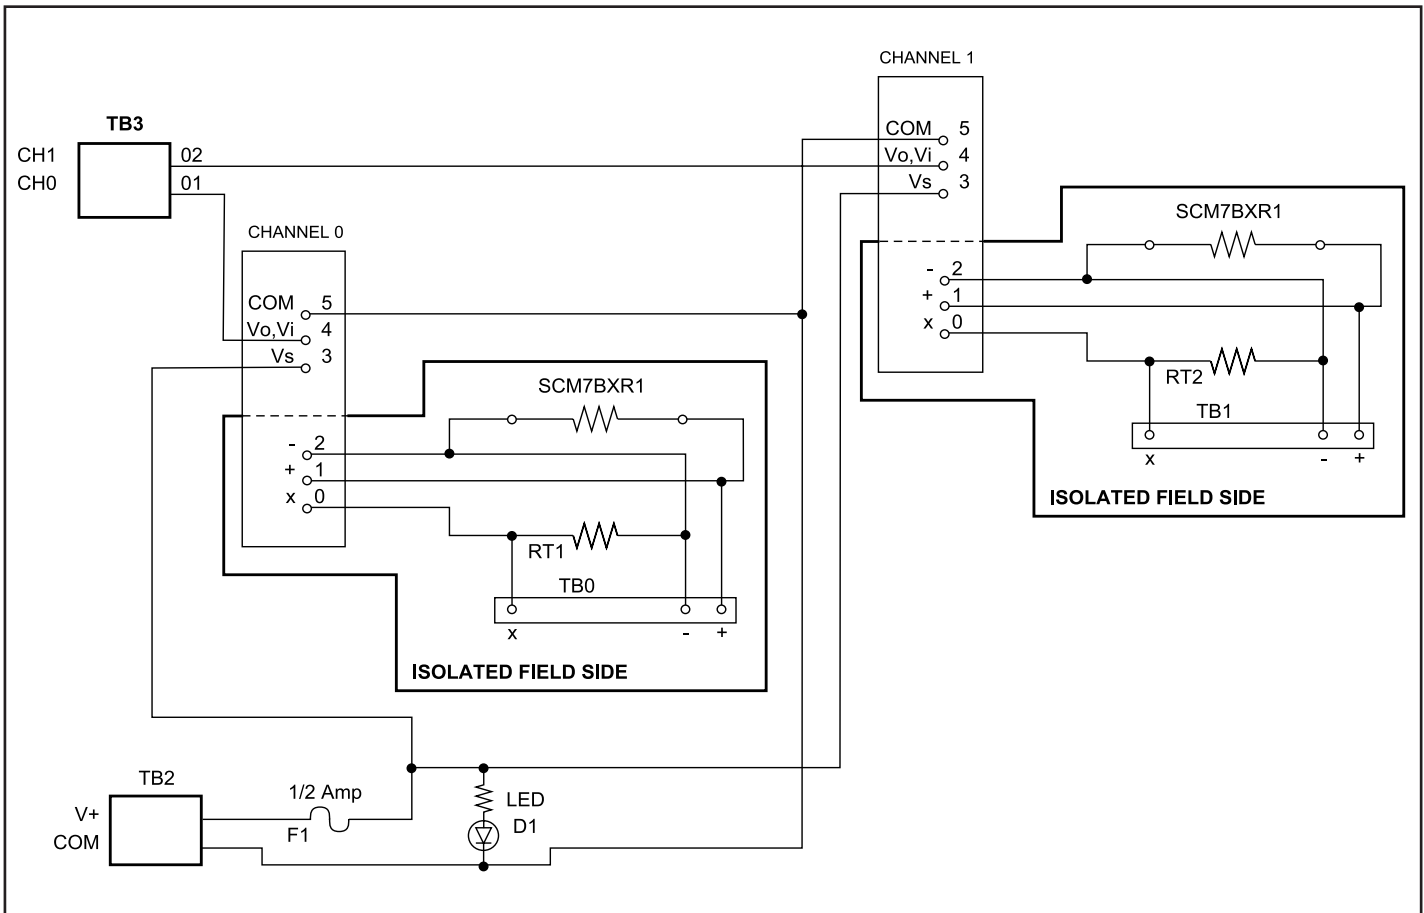 CHANNEL 1
TB3
CH1
CH0
02
01
COM 5
Vo,Vi 4
Vs 3
SCM7BXR1
- 2
+ 1
x 0
RT2
TB1
x - +
ISOLATED FIELD SIDE
CHANNEL 0
COM 5
Vo,Vi 4
Vs 3
SCM7BXR1
- 2
+ 1
x 0
RT1
TB0
x - +
ISOLATED FIELD SIDE
TB2
V+
COM
1/2 Amp
F1
LED
D1